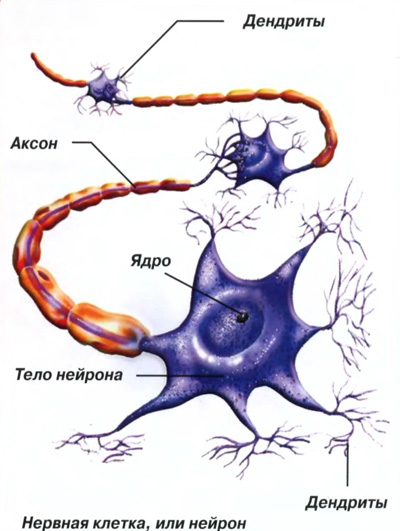 Дендриты
Аксон
Ядро
Тело нейрона
Дендриты
Нервная клетка, или нейрон